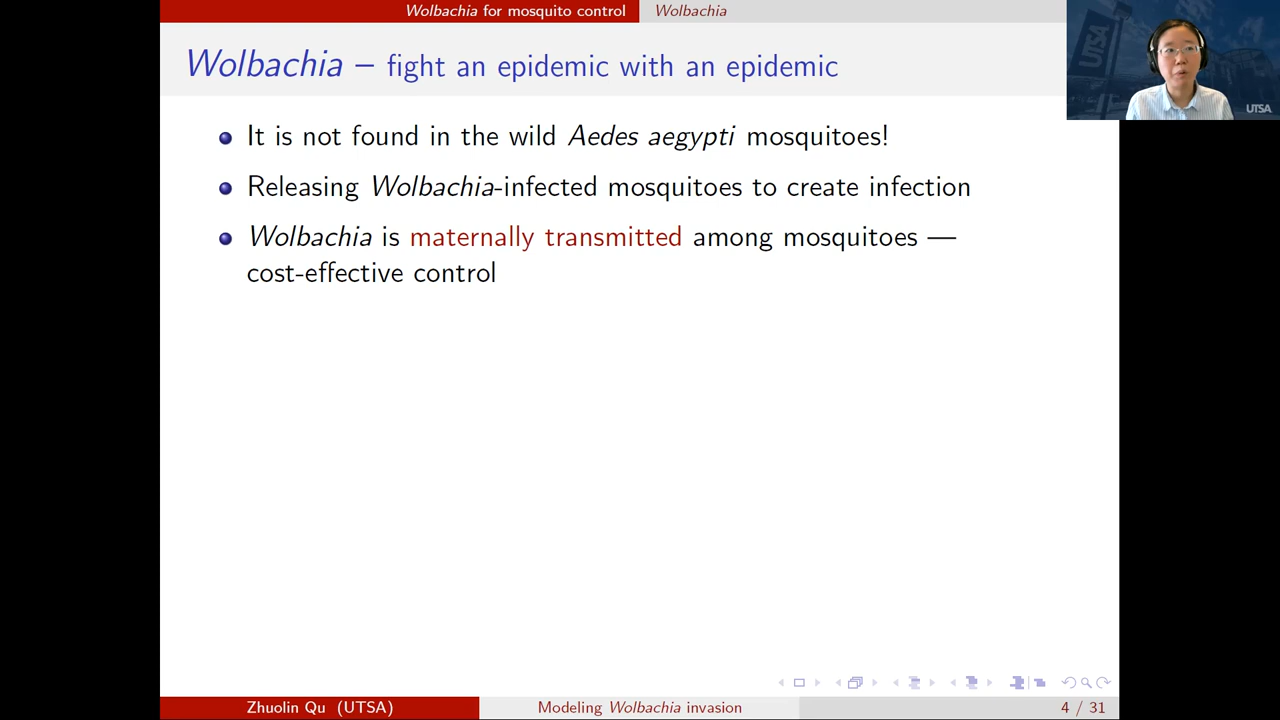 Wolbachia for mosquito control Wolbachia
Wolbachia – fight an epidemic with an epidemic
It is not found in the wild Aedes aegypti mosquitoes!
Releasing Wolbachia-infected mosquitoes to create infection
Wolbachia is maternally transmitted among mosquitoes —
cost-effective control
UTSA
UTSA
Zhuolin Qu (UTSA) Modeling Wolbachia invasion 4 / 31